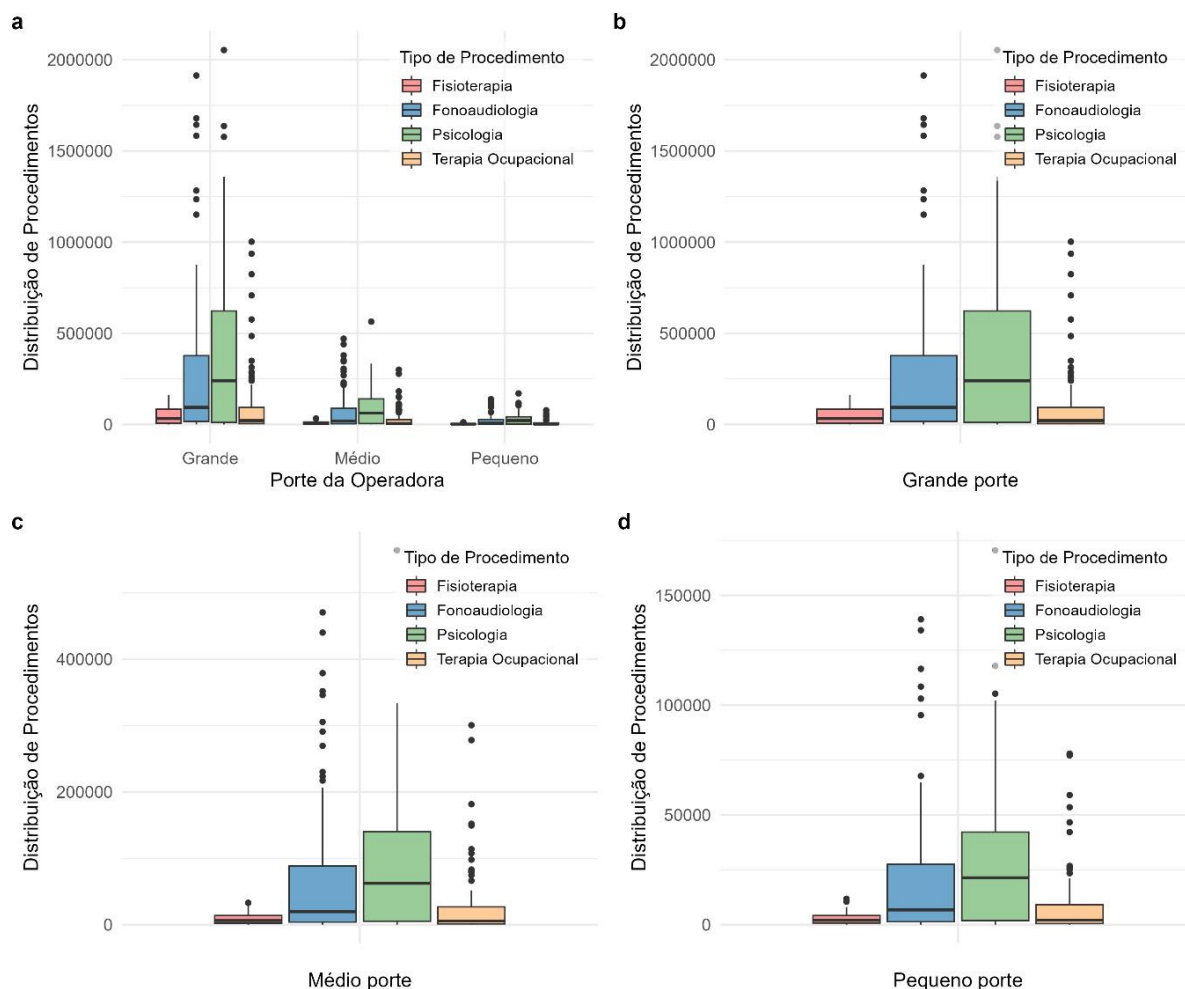 a
Distribuição de Procedimentos
2000000
1500000
1000000
500000
0
Tipo de Procedimento
Fisioterapia
Fonoaudiologia
Psicologia
Terapia Ocupacional
Grande
Médio
Pequeno
Porte da Operadora
b
Distribuição de Procedimentos
2000000
1500000
1000000
500000
0
Tipo de Procedimento
Fisioterapia
Fonoaudiologia
Psicologia
Terapia Ocupacional
Grande porte
c
Distribuição de Procedimentos
400000
200000
0
Tipo de Procedimento
Fisioterapia
Fonoaudiologia
Psicologia
Terapia Ocupacional
Médio porte
d
Distribuição de Procedimentos
150000
100000
50000
0
Tipo de Procedimento
Fisioterapia
Fonoaudiologia
Psicologia
Terapia Ocupacional
Pequeno porte